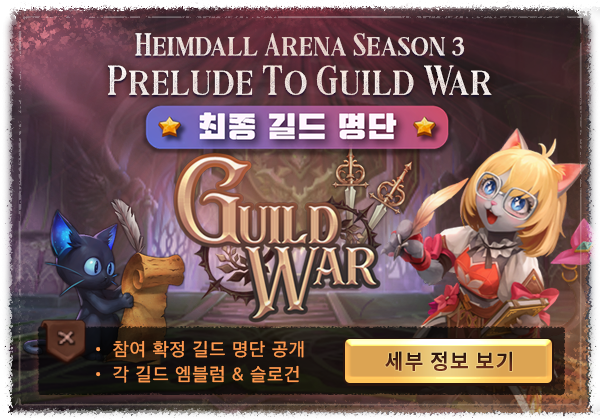 HEIMDALL ARENA SEASON 3
PRELUDE TO GUILD WAR
최종 길드 명단
GUILD
WAR
• 참여 확정 길드 명단 공개
• 각 길드 엠블럼 & 슬로건
세부 정보 보기